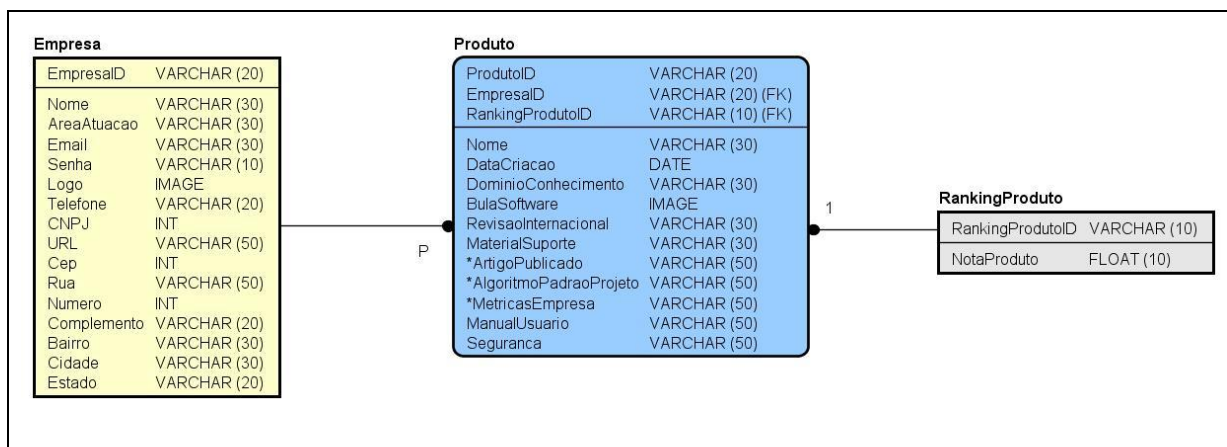 Empresa
EmpresaID VARCHAR (20)
Nome VARCHAR (30)
AreaAtuacao VARCHAR (30)
Email VARCHAR (30)
Senha VARCHAR (10)
Logo IMAGE
Telefone VARCHAR (20)
CNPJ INT
URL VARCHAR (50)
Cep INT
Rua VARCHAR (50)
Numero INT
Complemento VARCHAR (20)
Bairro VARCHAR (30)
Cidade VARCHAR (30)
Estado VARCHAR (20)
P
Produto
ProdutoID VARCHAR (20)
EmpresaID VARCHAR (20) (FK)
RankingProdutoID VARCHAR (10) (FK)
Nome VARCHAR (30)
DataCriacao DATE
DominioConhecimento VARCHAR (30)
BulaSoftware IMAGE
RevisaoInternacional VARCHAR (30)
MaterialSuporte VARCHAR (30)
*ArtigoPublicado VARCHAR (50)
*AlgoritmoPadraoProjeto VARCHAR (50)
*MetricasEmpresa VARCHAR (50)
ManualUsuario VARCHAR (50)
Seguranca VARCHAR (50)
1
RankingProduto
RankingProdutoID VARCHAR (10)
NotaProduto FLOAT (10)